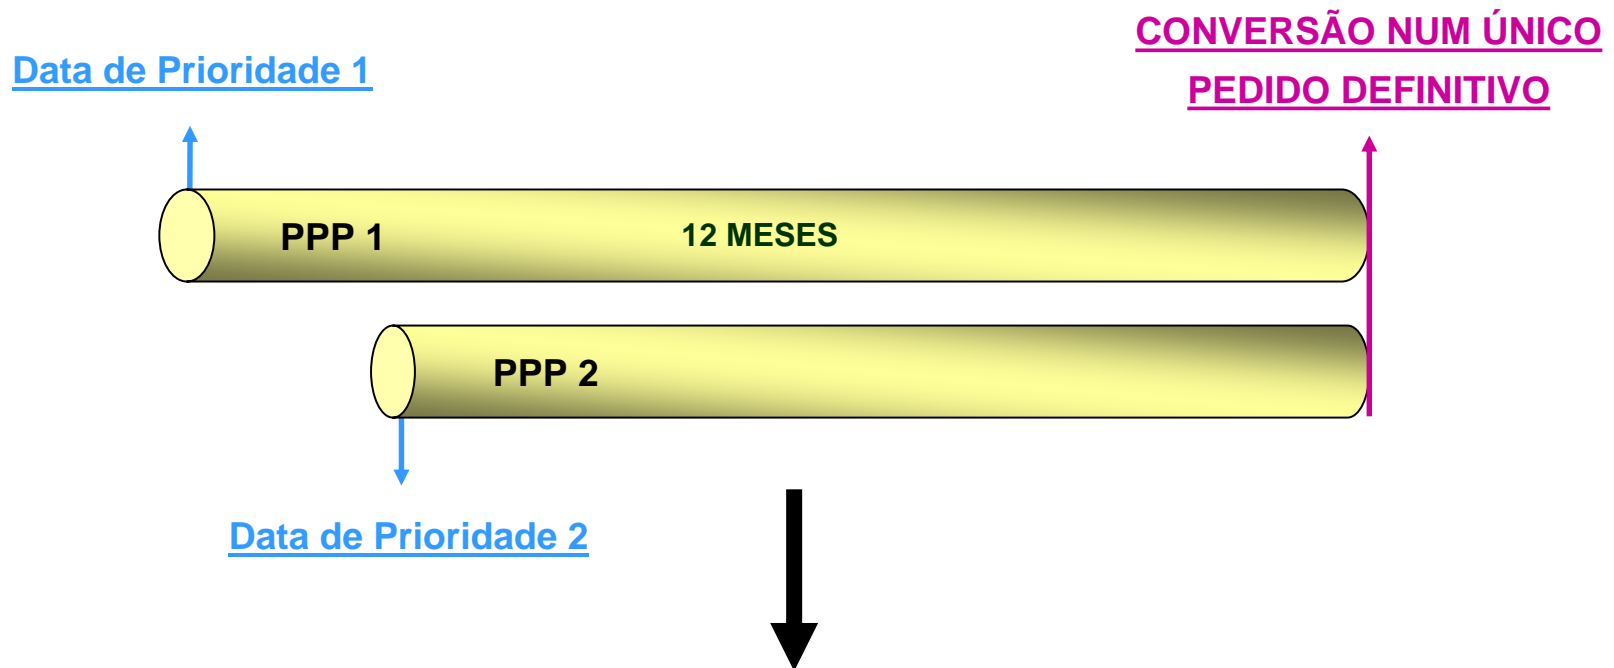 CONVERSÃO NUM ÚNICO
PEDIDO DEFINITIVO
Data de Prioridade 1
PPP 1
12 MESES
PPP 2
Data de Prioridade 2